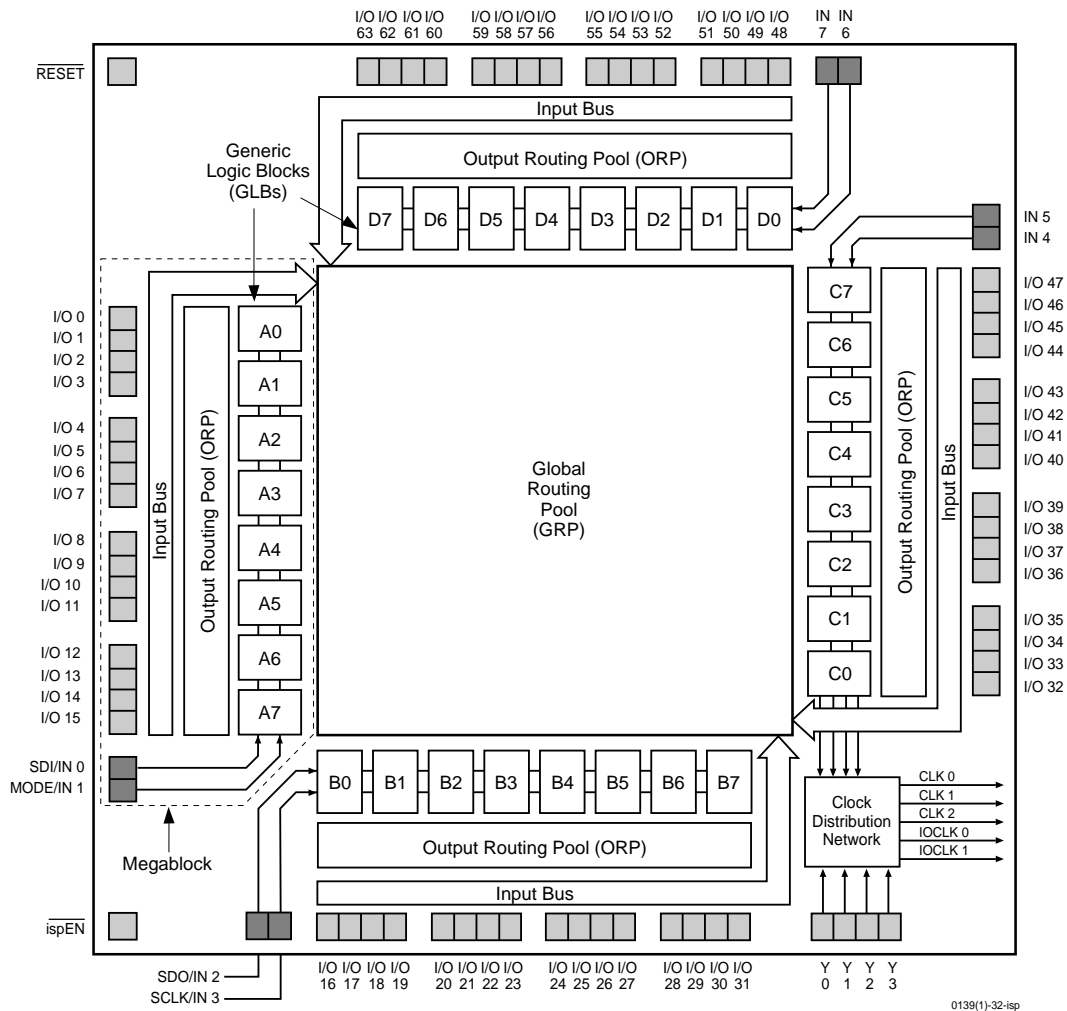 I/O I/O I/O I/O
63 62 61 60
I/O I/O I/O I/O
59 58 57 56
I/O I/O I/O I/O
55 54 53 52
I/O I/O I/O I/O
51 50 49 48
IN IN
7 6
RESET
Input Bus
Output Routing Pool (ORP)
Generic
Logic Blocks
(GLBs)
D7 D6 D5 D4 D3 D2 D1 D0
IN 5
IN 4
I/O 0
I/O 1
I/O 2
I/O 3
I/O 4
I/O 5
I/O 6
I/O 7
I/O 8
I/O 9
I/O 10
I/O 11
I/O 12
I/O 13
I/O 14
I/O 15
SDI/IN 0
MODE/IN 1
Input Bus
Output Routing Pool (ORP)
A0
A1
A2
A3
A4
A5
A6
A7
Global
Routing
Pool
(GRP)
C7
C6
C5
C4
C3
C2
C1
C0
Output Routing Pool (ORP)
Input Bus
I/O 47
I/O 46
I/O 45
I/O 44
I/O 43
I/O 42
I/O 41
I/O 40
I/O 39
I/O 38
I/O 37
I/O 36
I/O 35
I/O 34
I/O 33
I/O 32
B0 B1 B2 B3 B4 B5 B6 B7
Output Routing Pool (ORP)
Input Bus
Megablock
Clock
Distribution
Network
CLK 0
CLK 1
CLK 2
IOCLK 0
IOCLK 1
ispEN
SDO/IN 2
SCLK/IN 3
I/O I/O I/O I/O
16 17 18 19
I/O I/O I/O I/O
20 21 22 23
I/O I/O I/O I/O
24 25 26 27
I/O I/O I/O I/O
28 29 30 31
Y Y Y Y
0 1 2 3
0139(1)-32-isp